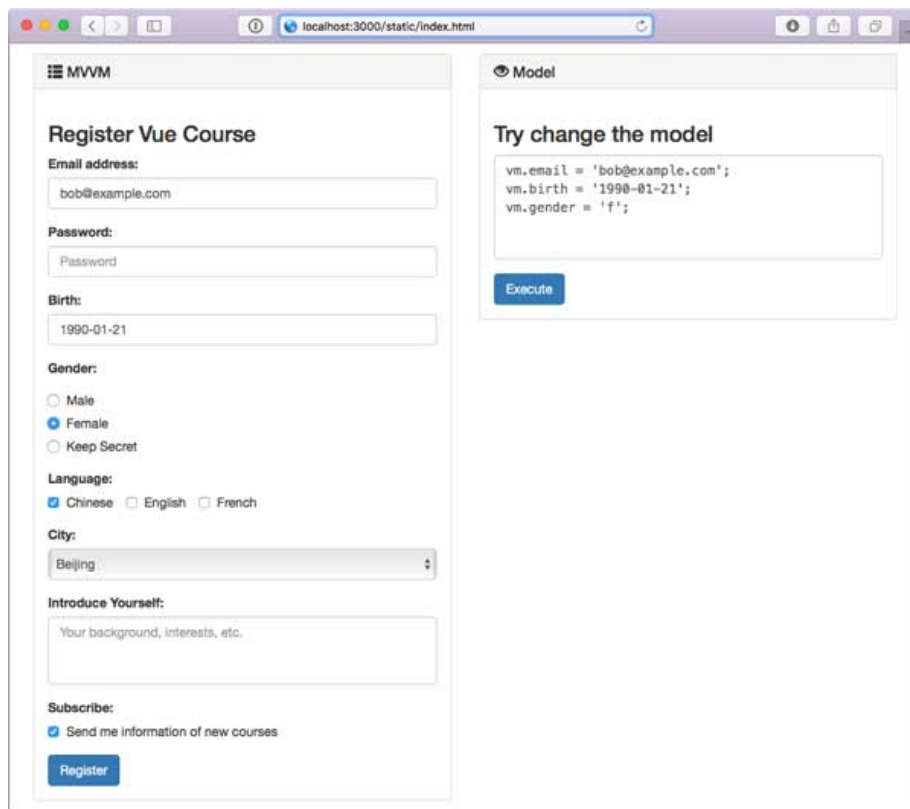 localhost:3000/static/index.html
MVVM
Register Vue Course
Email address:
bob@example.com
Password:
Password
Birth:
1990-01-21
Gender:
Male
Female
Keep Secret
Language:
Chinese English French
City:
Beijing
Introduce Yourself:
Your background, interests, etc.
Subscribe:
Send me information of new courses
Register
Model
Try change the model
vm.email = 'bob@example.com';
vm.birth = '1990-01-21';
vm.gender = 'f';
Execute